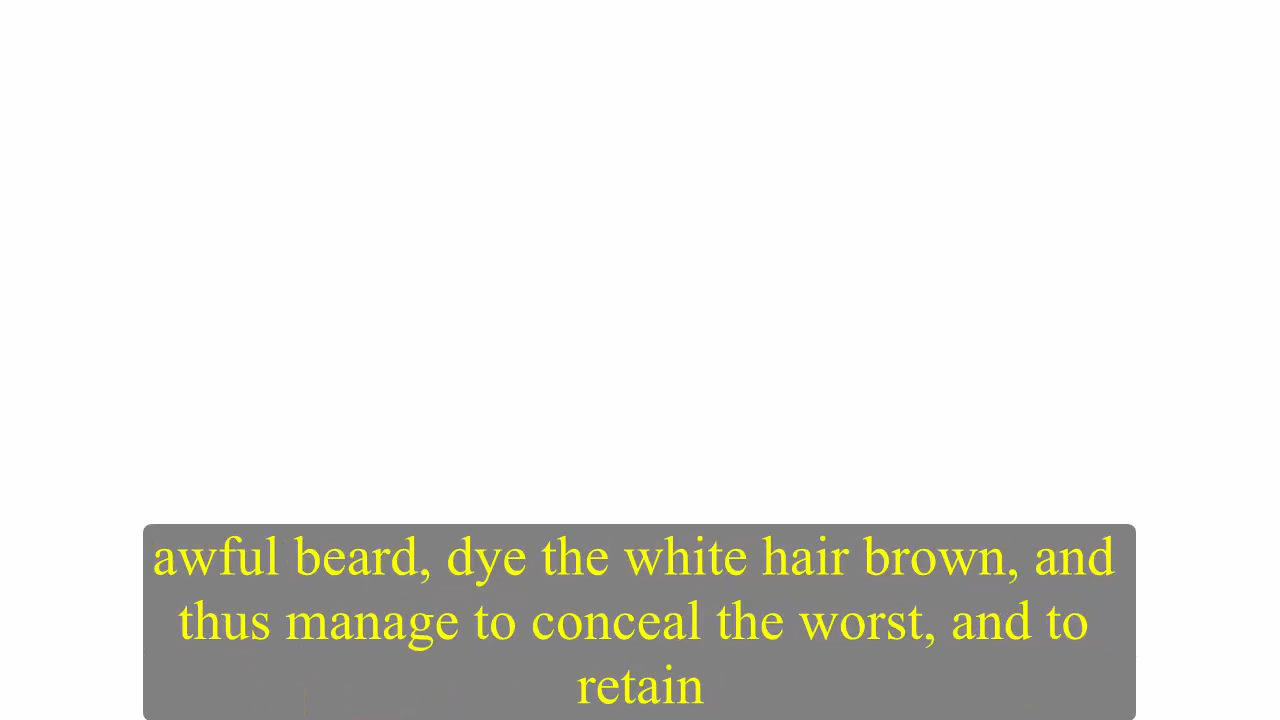 awful beard, dye the white hair brown, and
thus manage to conceal the worst, and to
retain